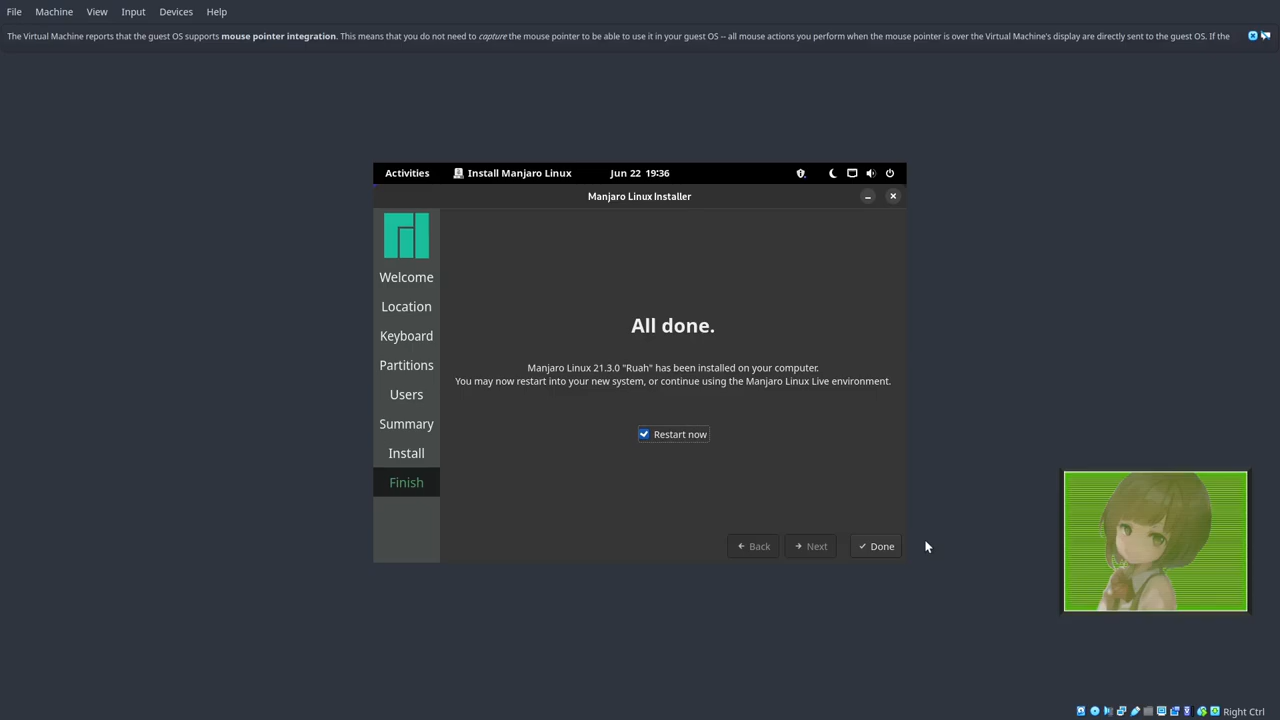 File Machine View Input Devices Help
The Virtual Machine reports that the guest OS supports mouse pointer integration. This means that you do not need to capture the mouse pointer to be able to use it in your guest OS -- all mouse actions you perform when the mouse pointer is over the Virtual Machine's display are directly sent to the guest OS. If the
Activities Install Manjaro Linux Jun 22 19:36
Manjaro Linux Installer
Welcome
Location
Keyboard
Partitions
Users
Summary
Install
Finish
All done.
Manjaro Linux 21.3.0 "Ruah" has been installed on your computer.
You may now restart into your new system, or continue using the Manjaro Linux Live environment.
Restart now
Back Next Done
Right Ctrl